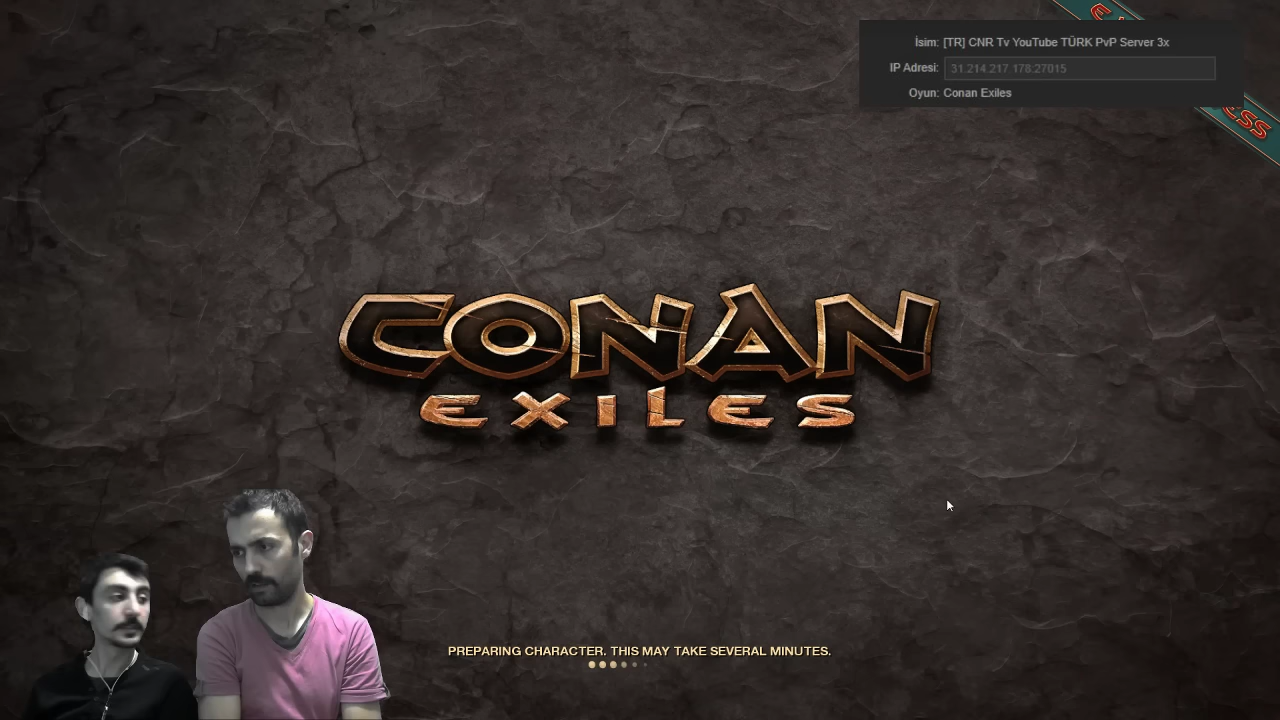 İsim: [TR] CNR Tv YouTube TÜRK PvP Server 3x
IP Adresi: 31.214.217.178:27015
Oyun: Conan Exiles
CONAN
EXILES
PREPARING CHARACTER. THIS MAY TAKE SEVERAL MINUTES.